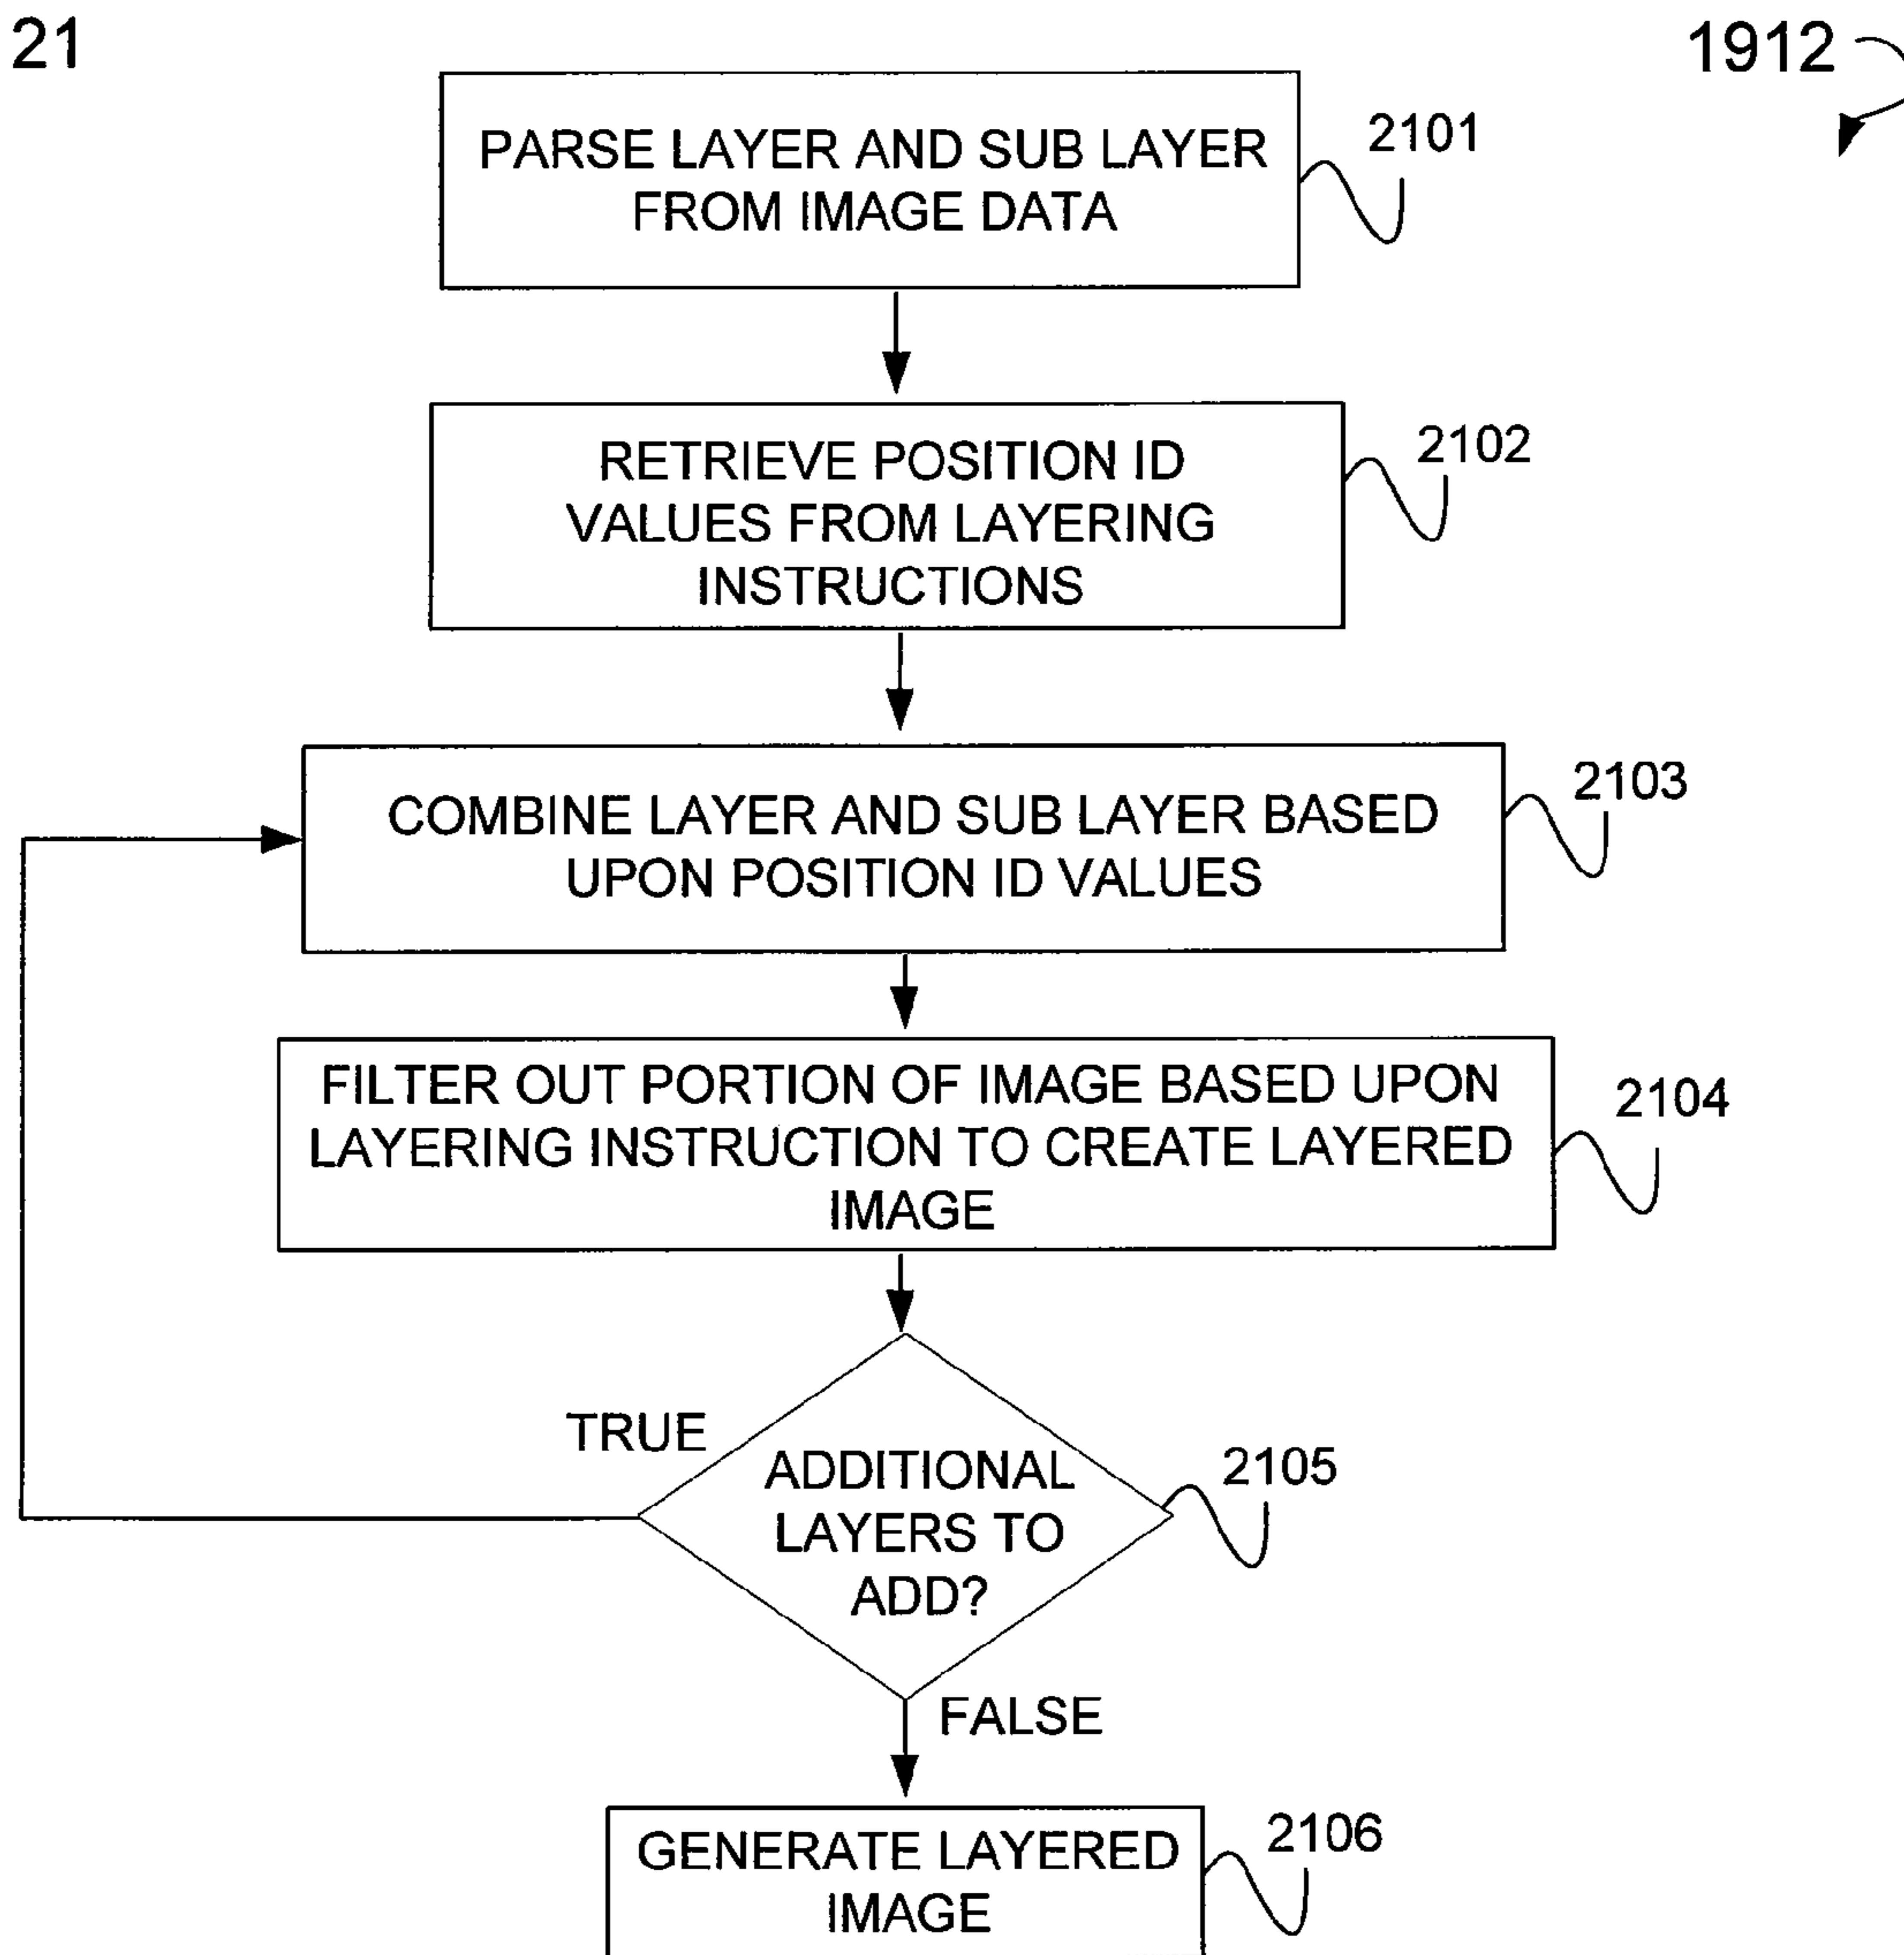 21
1912
PARSE LAYER AND SUB LAYER
FROM IMAGE DATA
2101
RETRIEVE POSITION ID
VALUES FROM LAYERING
INSTRUCTIONS
2102
COMBINE LAYER AND SUB LAYER BASED
UPON POSITION ID VALUES
2103
FILTER OUT PORTION OF IMAGE BASED UPON
LAYERING INSTRUCTION TO CREATE LAYERED
IMAGE
2104
TRUE
ADDITIONAL
LAYERS TO
ADD?
2105
FALSE
GENERATE LAYERED
IMAGE
2106